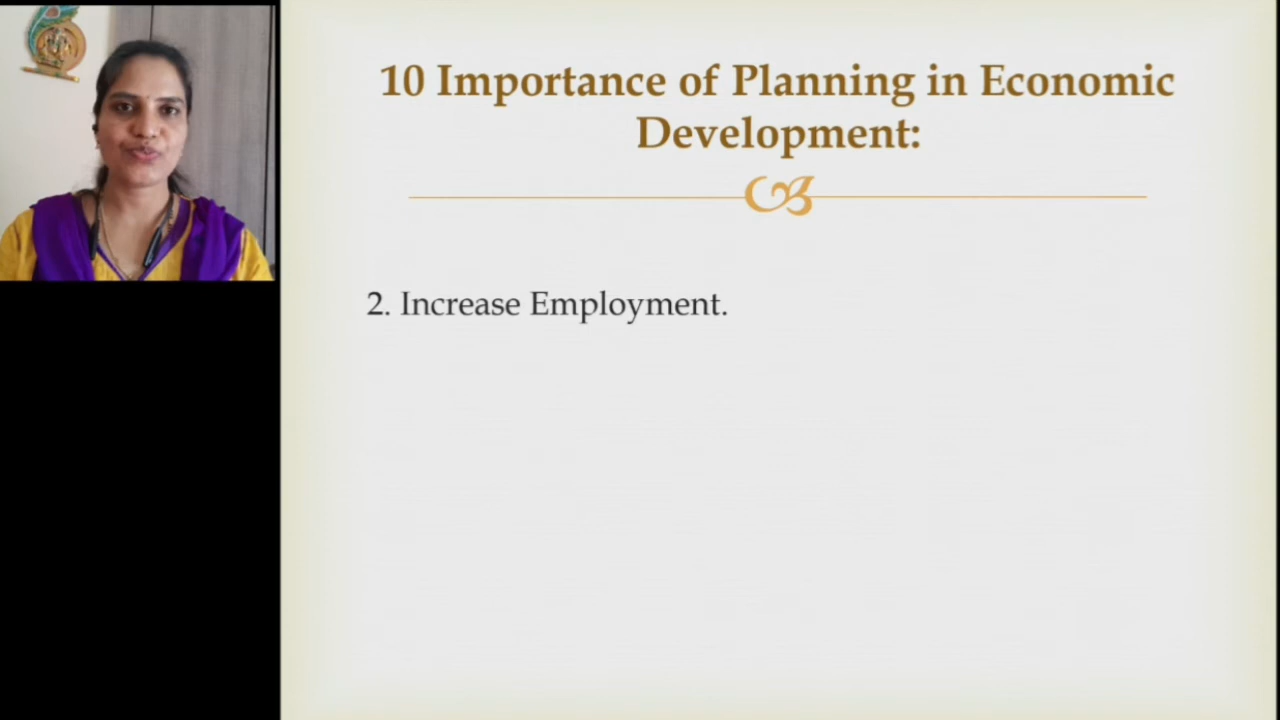 10 Importance of Planning in Economic
Development:
2. Increase Employment.